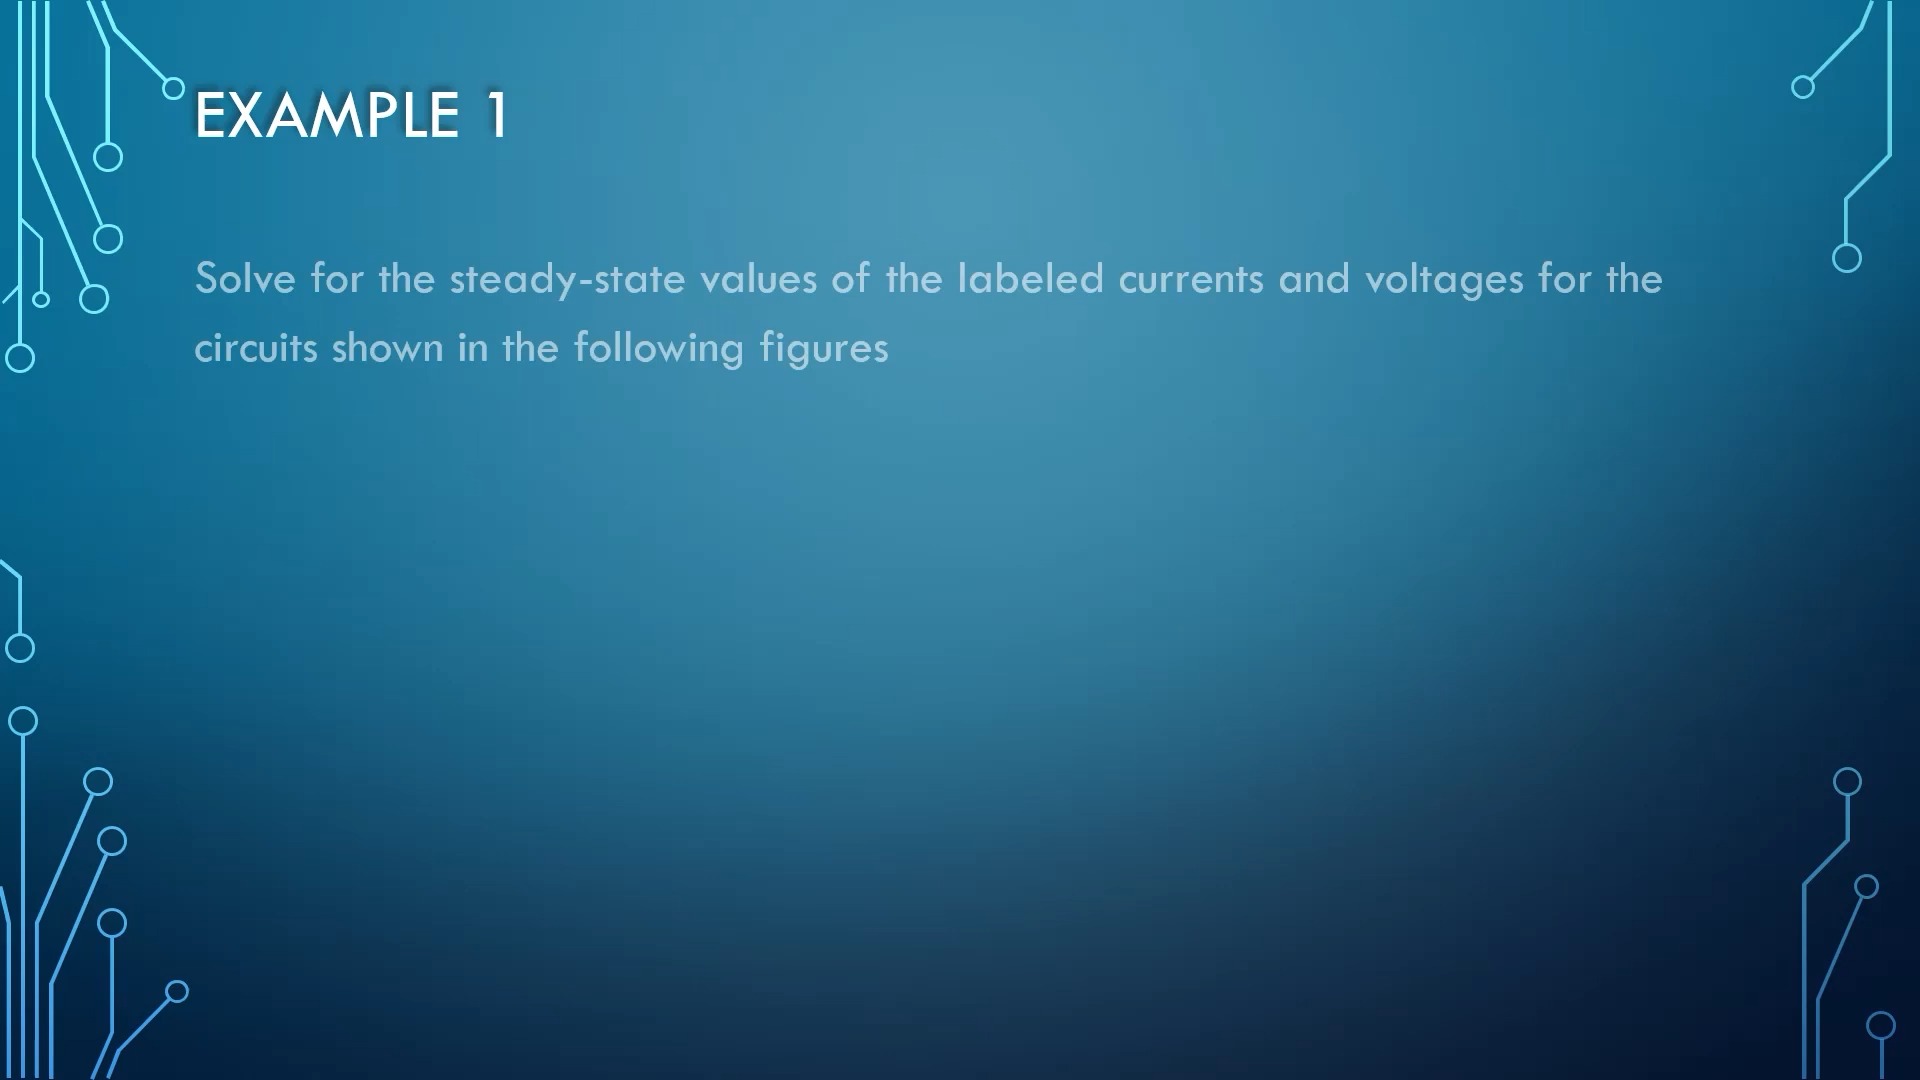 EXAMPLE 1
Solve for the steady-state values of the labeled currents and voltages for the
circuits shown in the following figures